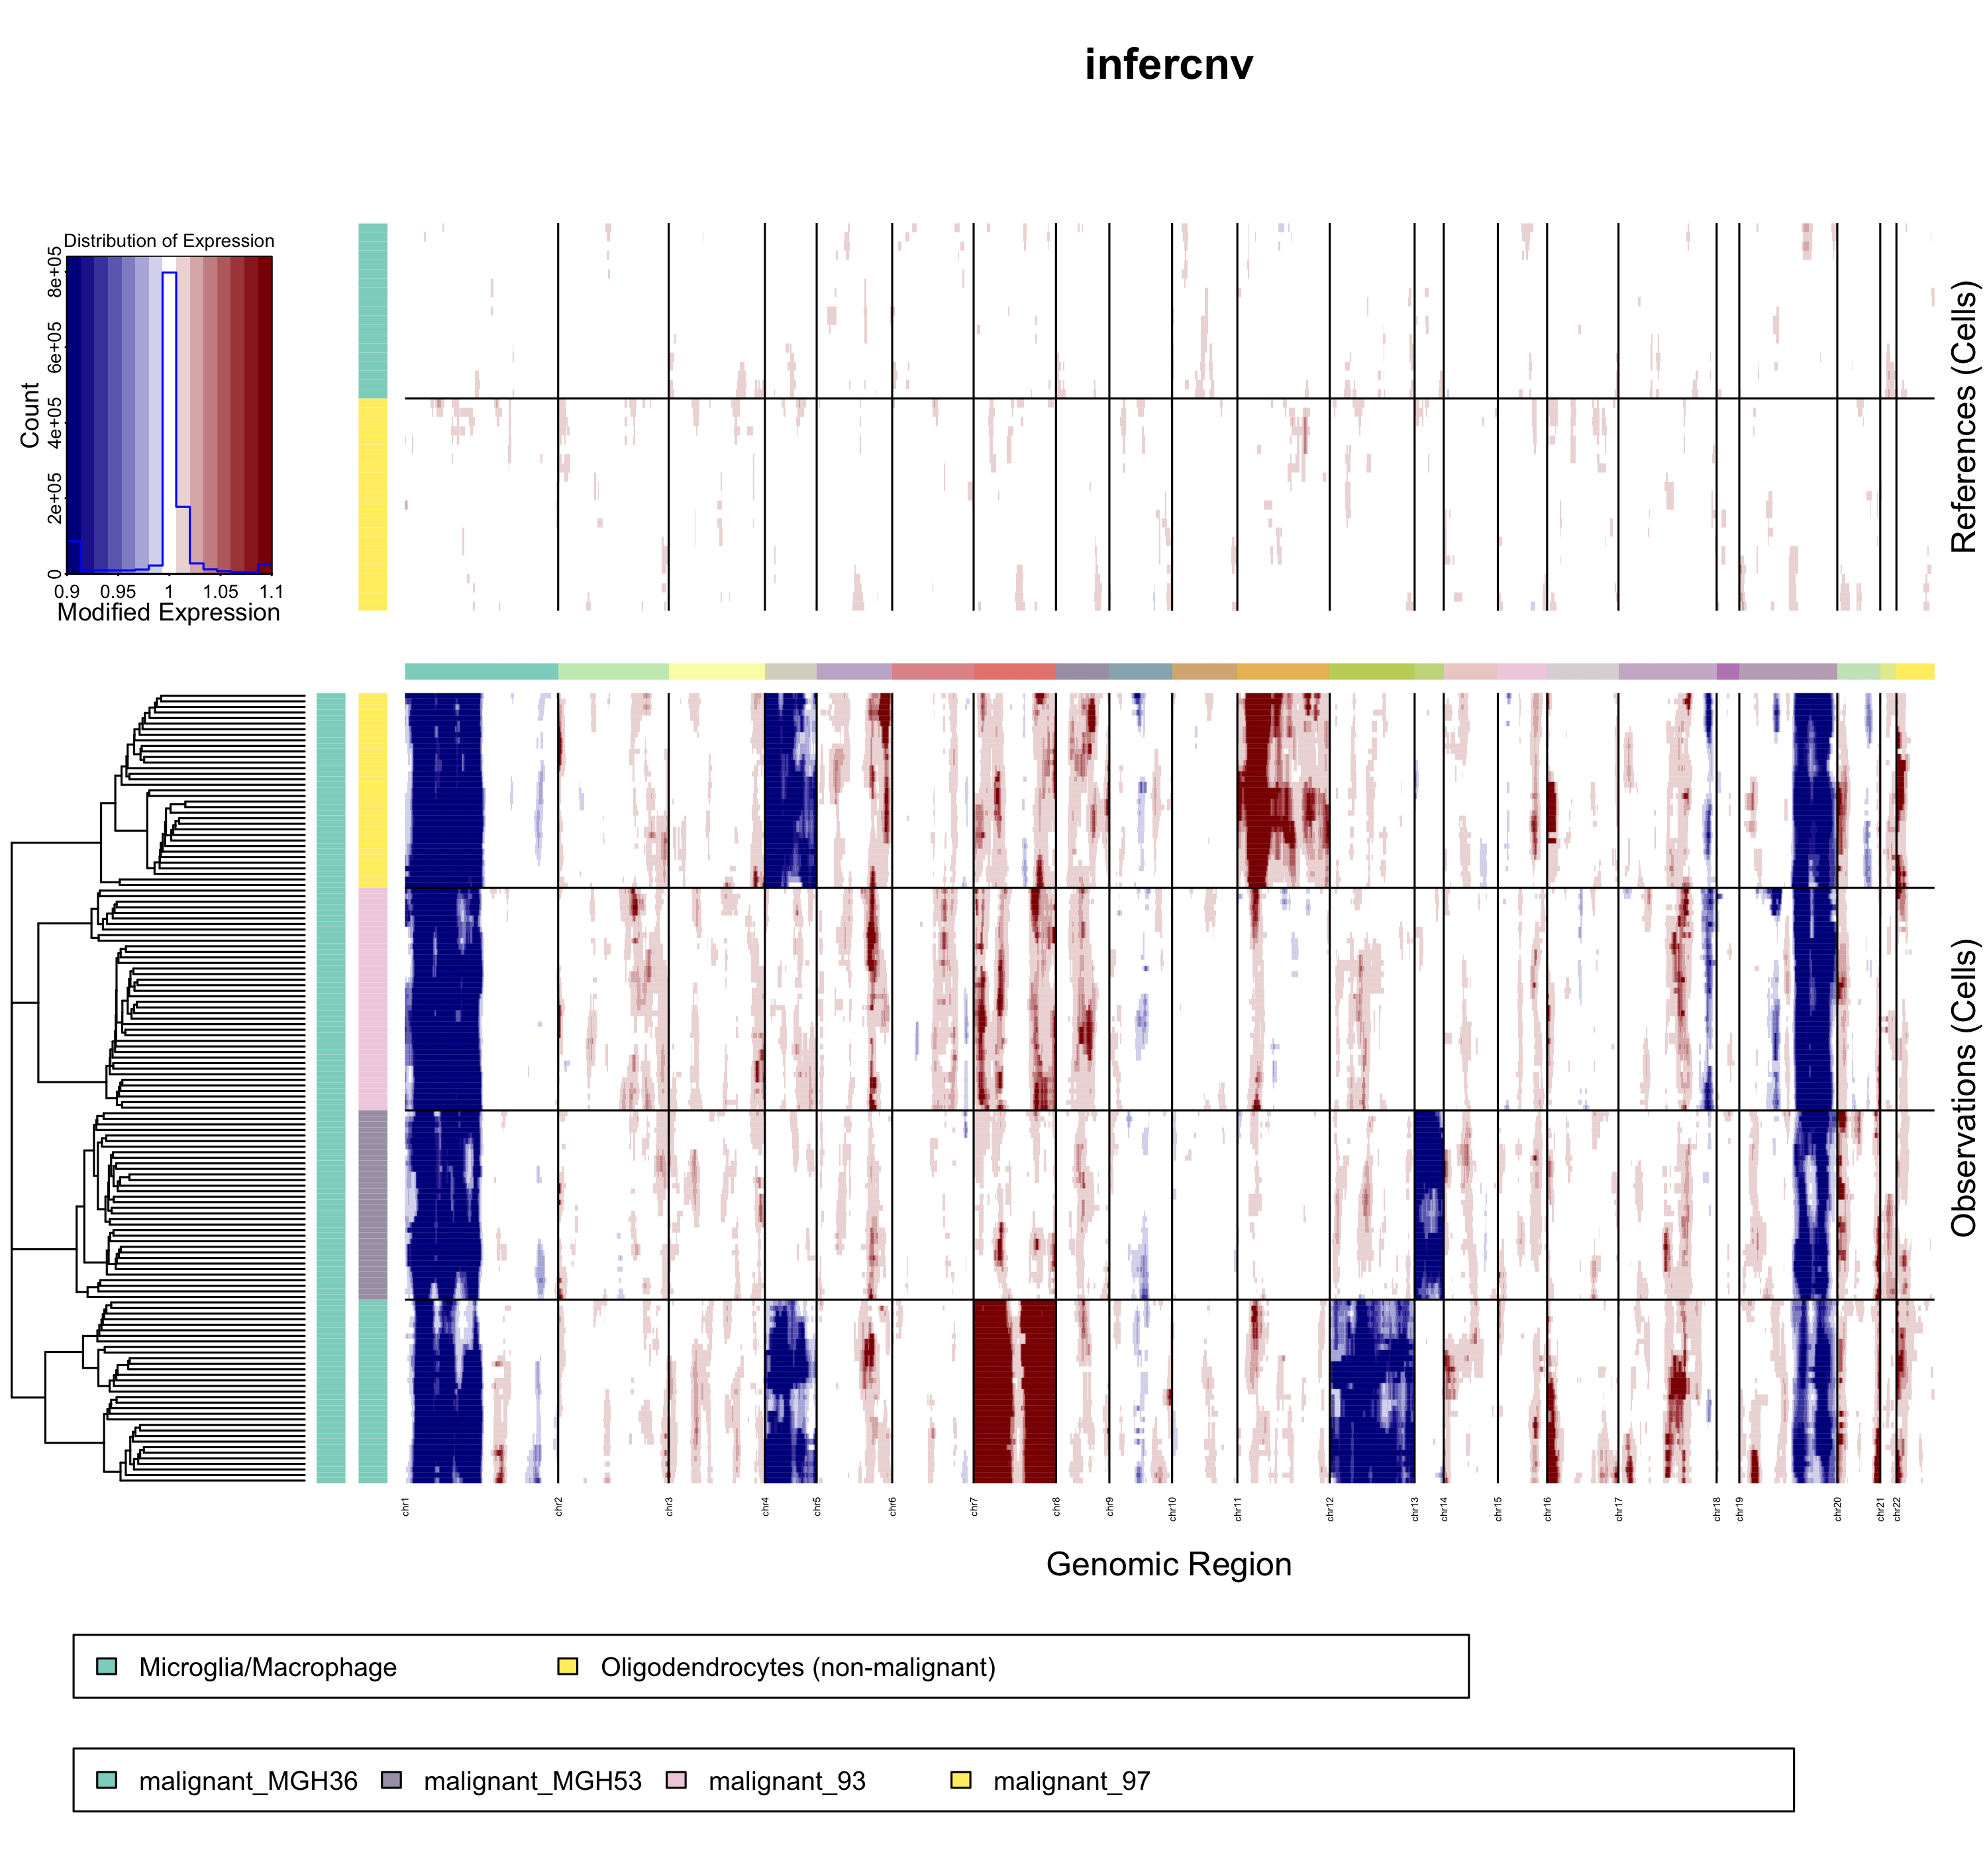 infercnv
Distribution of Expression
Count
0 2e+05 4e+05 6e+05 8e+05
0.9 0.95 1 1.05 1.1
Modified Expression
References (Cells)
Observations (Cells)
chr1 chr2 chr3 chr4 chr5 chr6 chr7 chr8 chr9 chr10 chr11 chr12 chr13 chr14 chr15 chr16 chr17 chr18 chr19 chr20 chr21 chr22
Genomic Region
Microglia/Macrophage Oligodendrocytes (non-malignant)
malignant_MGH36 malignant_MGH53 malignant_93 malignant_97